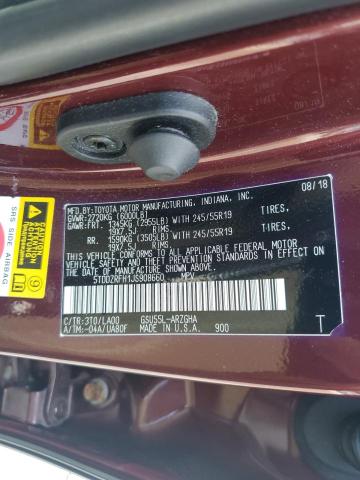 MFD.BY:TOYOTA MOTOR MANUFACTURING, INDIANA, INC. 08/18
GVWR:2720KG (6000LB)
GAWR:FRT. 1345KG (2955LB) WITH 245/55R19 TIRES,
19X7.5J
RR. 1590KG (3505LB) WITH 245/55R19 TIRES,
19X7.5J
THIS VEHICLE CONFORMS TO ALL APPLICABLE
FEDERAL MOTOR VEHICLE SAFETY AND THEFT
PREVENTION STANDARDS IN EFFECT ON THE DATE
OF MANUFACTURE SHOWN ABOVE.
5TDDZRFH1JS908660 MPV
C/TR:3T0/LA00 GSU55L-ARZGHA
A/TM:-04A/UA80F MADE IN U.S.A. 900 T
SRS SIDE AIRBAG